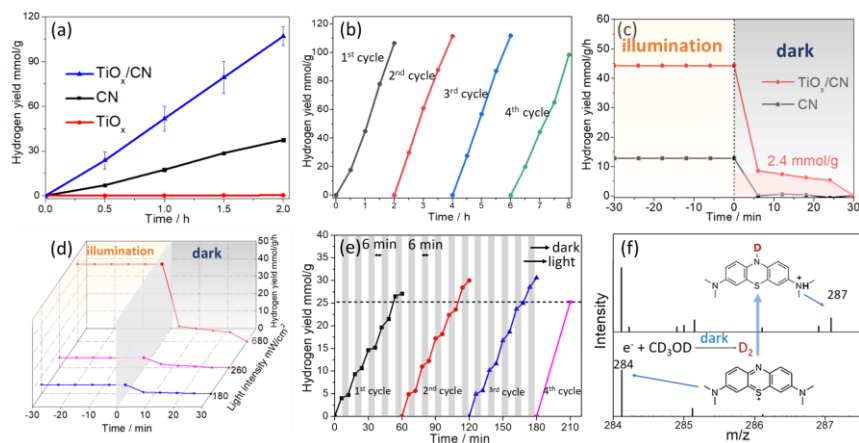 (a)
Hydrogen yield mmol/g
120
90
60
30
0
TiOx/CN
CN
TiOx
0.0 0.5 1.0 1.5 2.0
Time / h
(b)
Hydrogen yield mmol/g
120
100
80
60
40
20
0
1st cycle
2nd cycle
3rd cycle
4th cycle
0 1 2 3 4 5 6 7 8
Time / h
(c)
Hydrogen yield mmol/g/h
60
50
40
30
20
10
0
illumination
dark
TiOx/CN
CN
2.4 mmol/g
-30 -20 -10 0 10 20 30
Time / min
(d)
illumination
dark
50
40
30
20
10
0
Hydrogen yield mmol/g/h
680
260
180
Light intensity mW/cm-2
-30 -20 -10 0 10 20 30
Time / min
(e)
Hydrogen yield mmol/g
45
40
35
30
25
20
15
10
5
0
6 min
6 min
dark
light
1st cycle
2nd cycle
3rd cycle
4th cycle
0 30 60 90 120 150 180 210
Time / min
(f)
Intensity
D
N
N
S
NH
+
287
dark
e- + CD3OD
D2
284
N
N
S
N
284 285 286 287
m/z